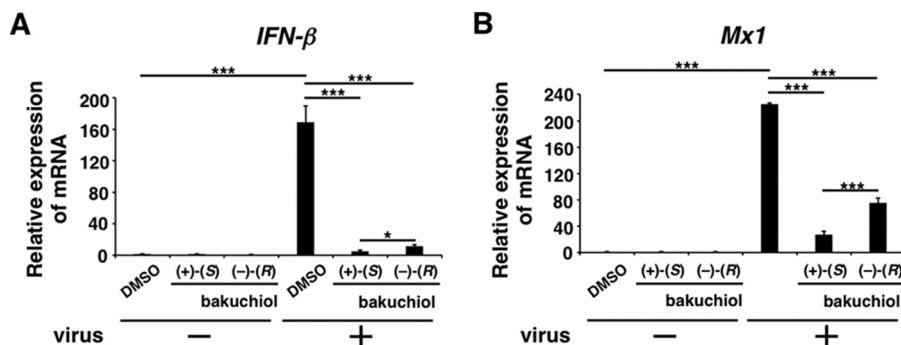 A
IFN-β
Relative expression
of mRNA
200
160
120
80
40
0
***
***
***
*
DMSO
(+)-(S)
(−)-(R)
DMSO
(+)-(S)
(−)-(R)
bakuchiol
bakuchiol
virus
−
+
B
Mx1
Relative expression
of mRNA
240
200
160
120
80
40
0
***
***
***
***
DMSO
(+)-(S)
(−)-(R)
(+)-(S)
(−)-(R)
bakuchiol
bakuchiol
virus
−
+